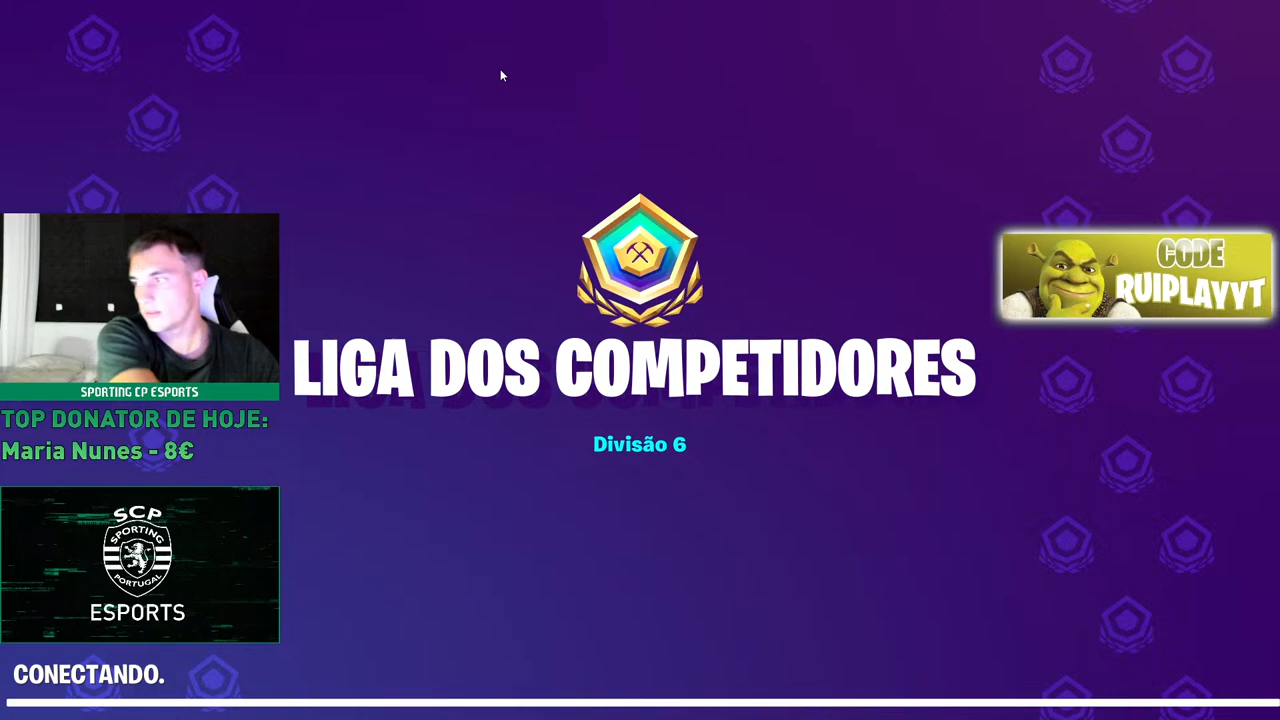 CODE
RUIPLAYYT
LIGA DOS COMPETIDORES
Divisão 6
SPORTING CP ESPORTS
TOP DONATOR DE HOJE:
Maria Nunes - 8€
SCP
SPORTING
PORTUGAL
ESPORTS
CONECTANDO.